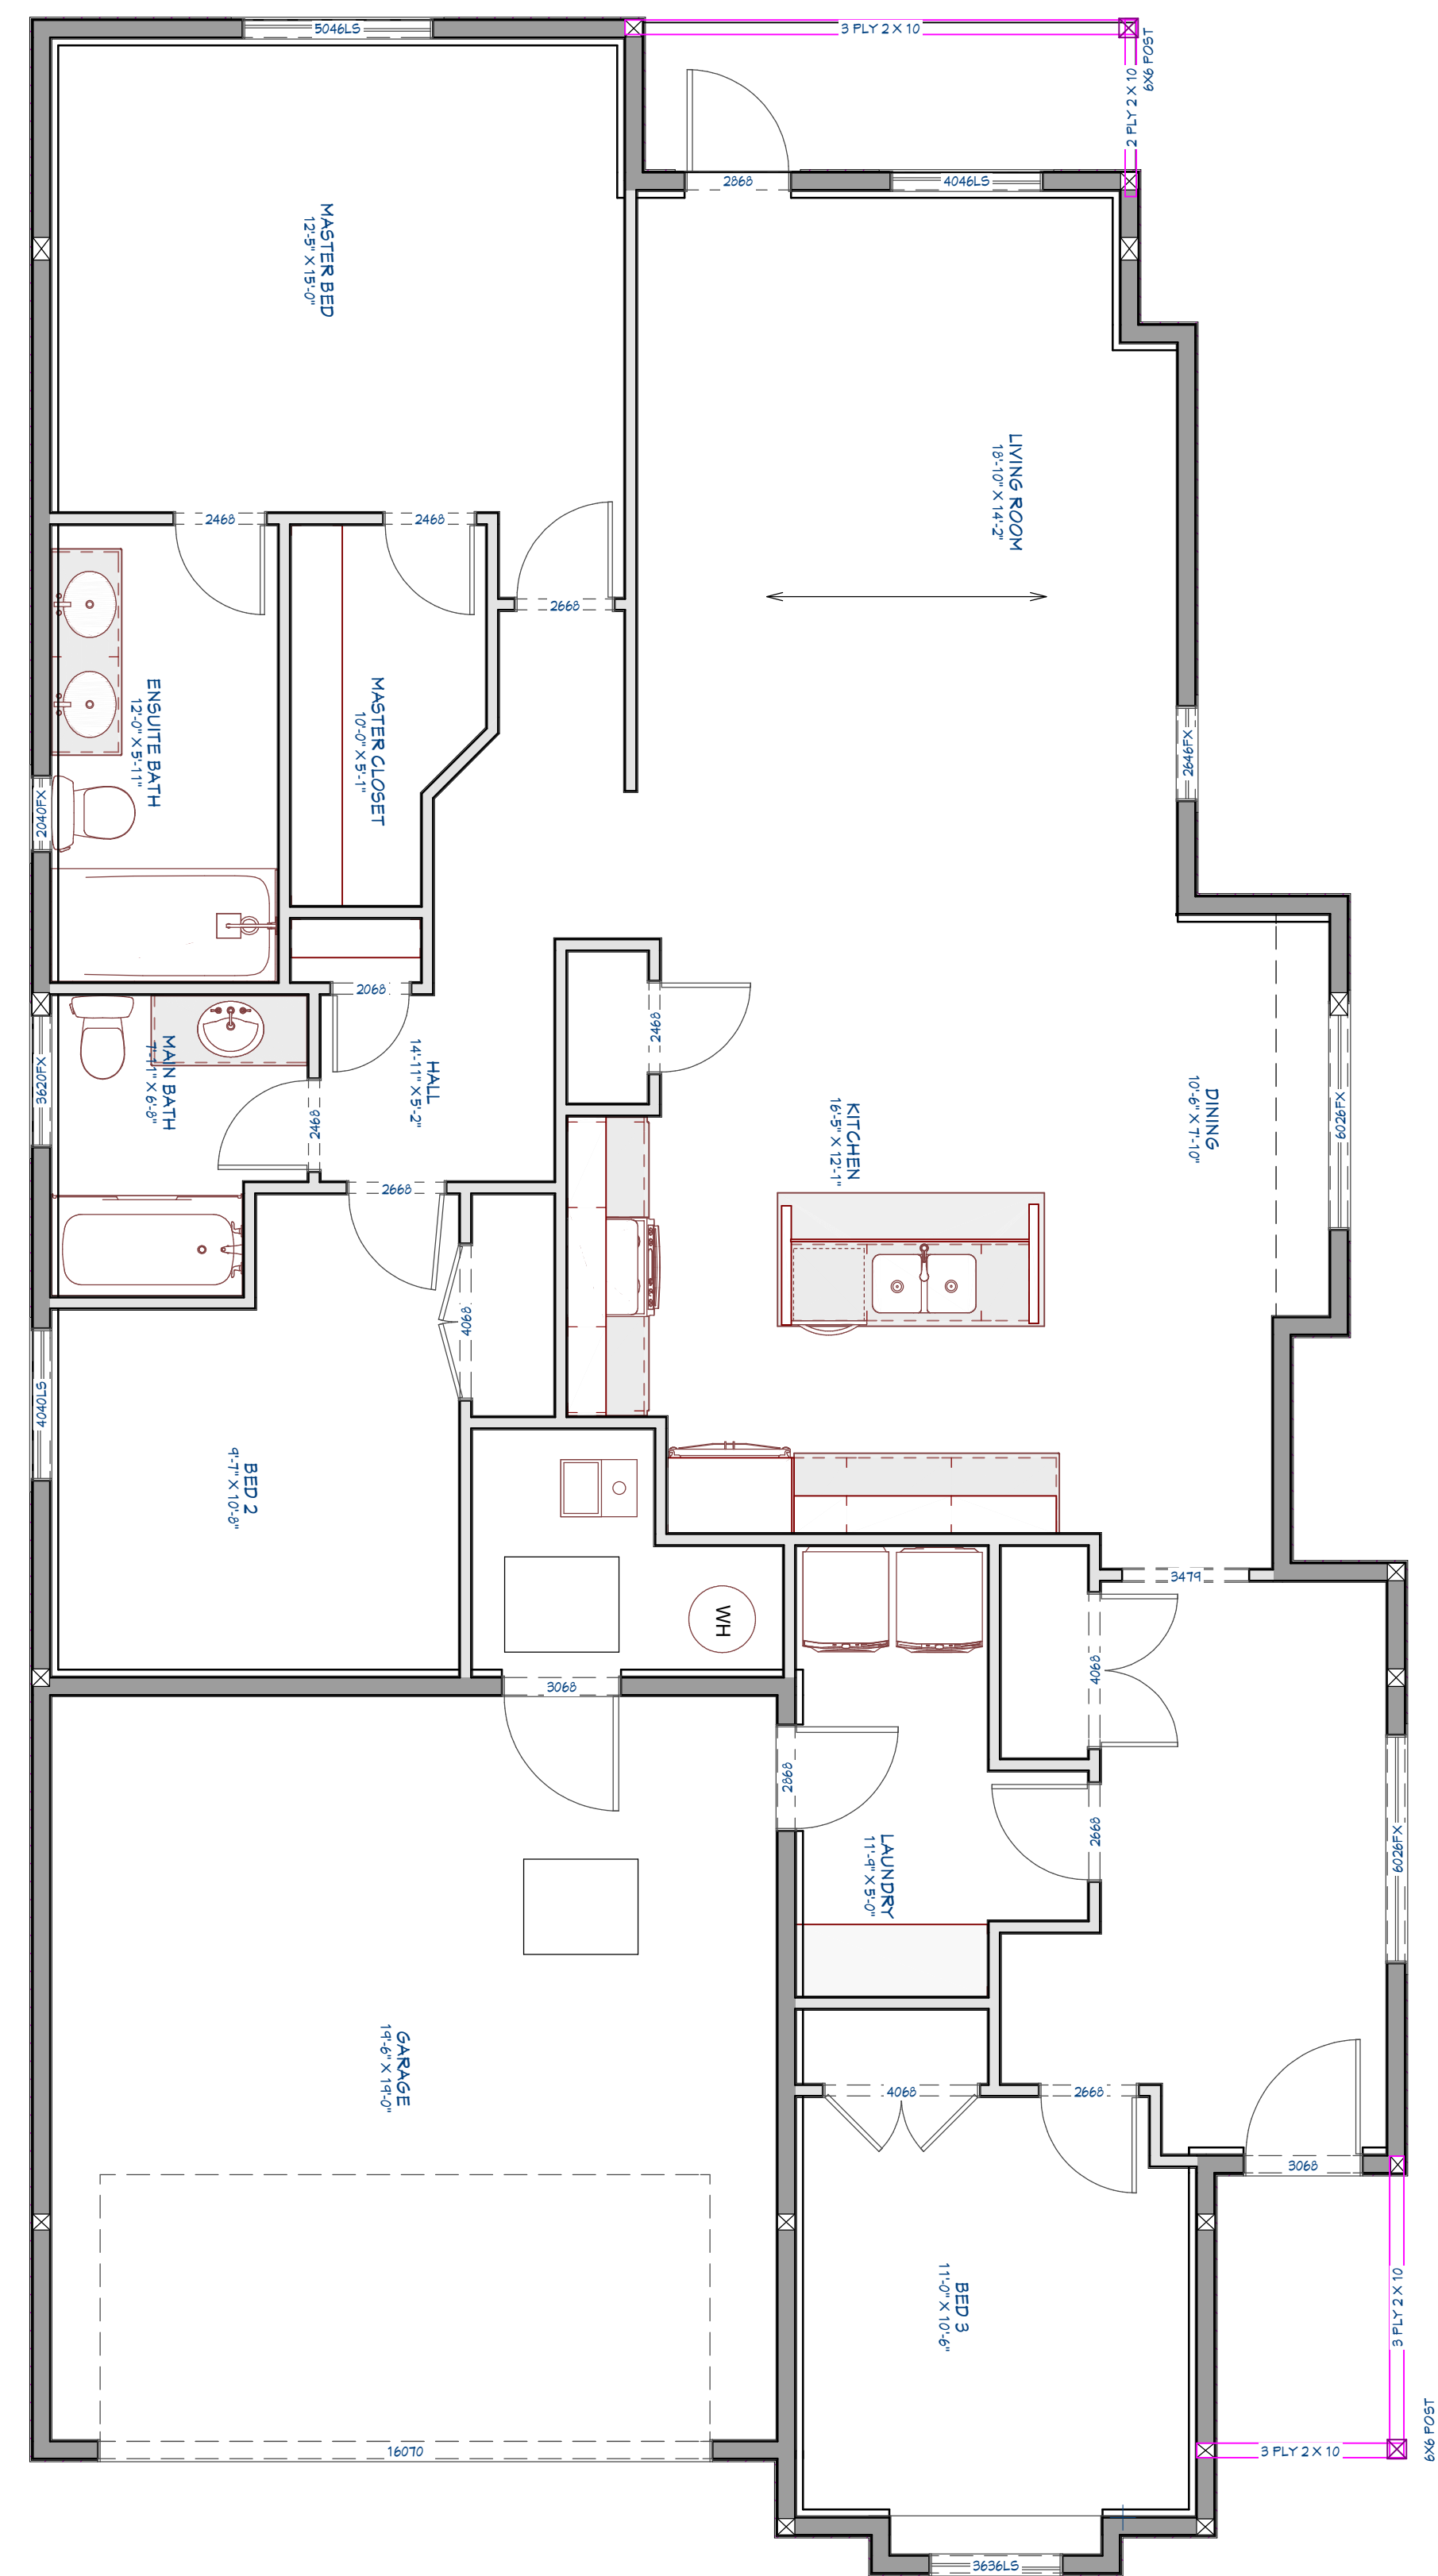 5046LS
3 PLY 2 X 10
6X6 POST
2 PLY 2 X 10
2868
4046LS
MASTER BED
12'-5" X 15'-0"
LIVING ROOM
18'-10" X 14'-2"
2468
2468
2668
2646FX
ENSUITE BATH
12'-0" X 5'-11"
MASTER CLOSET
10'-0" X 5'-1"
2040FX
2068
2468
MAIN BATH
7'-11" X 6'-8"
HALL
14'-11" X 5'-2"
3620FX
2468
KITCHEN
16'-5" X 12'-1"
DINING
10'-6" X 7'-10"
6026FX
2668
4068
4040LS
BED 2
9'-7" X 10'-8"
3479
WH
4068
3068
2868
2668
LAUNDRY
11'-9" X 5'-0"
6026FX
GARAGE
19'-6" X 19'-0"
4068
2668
3068
BED 3
11'-0" X 10'-6"
3 PLY 2 X 10
6X6 POST
16070
3 PLY 2 X 10
3636LS